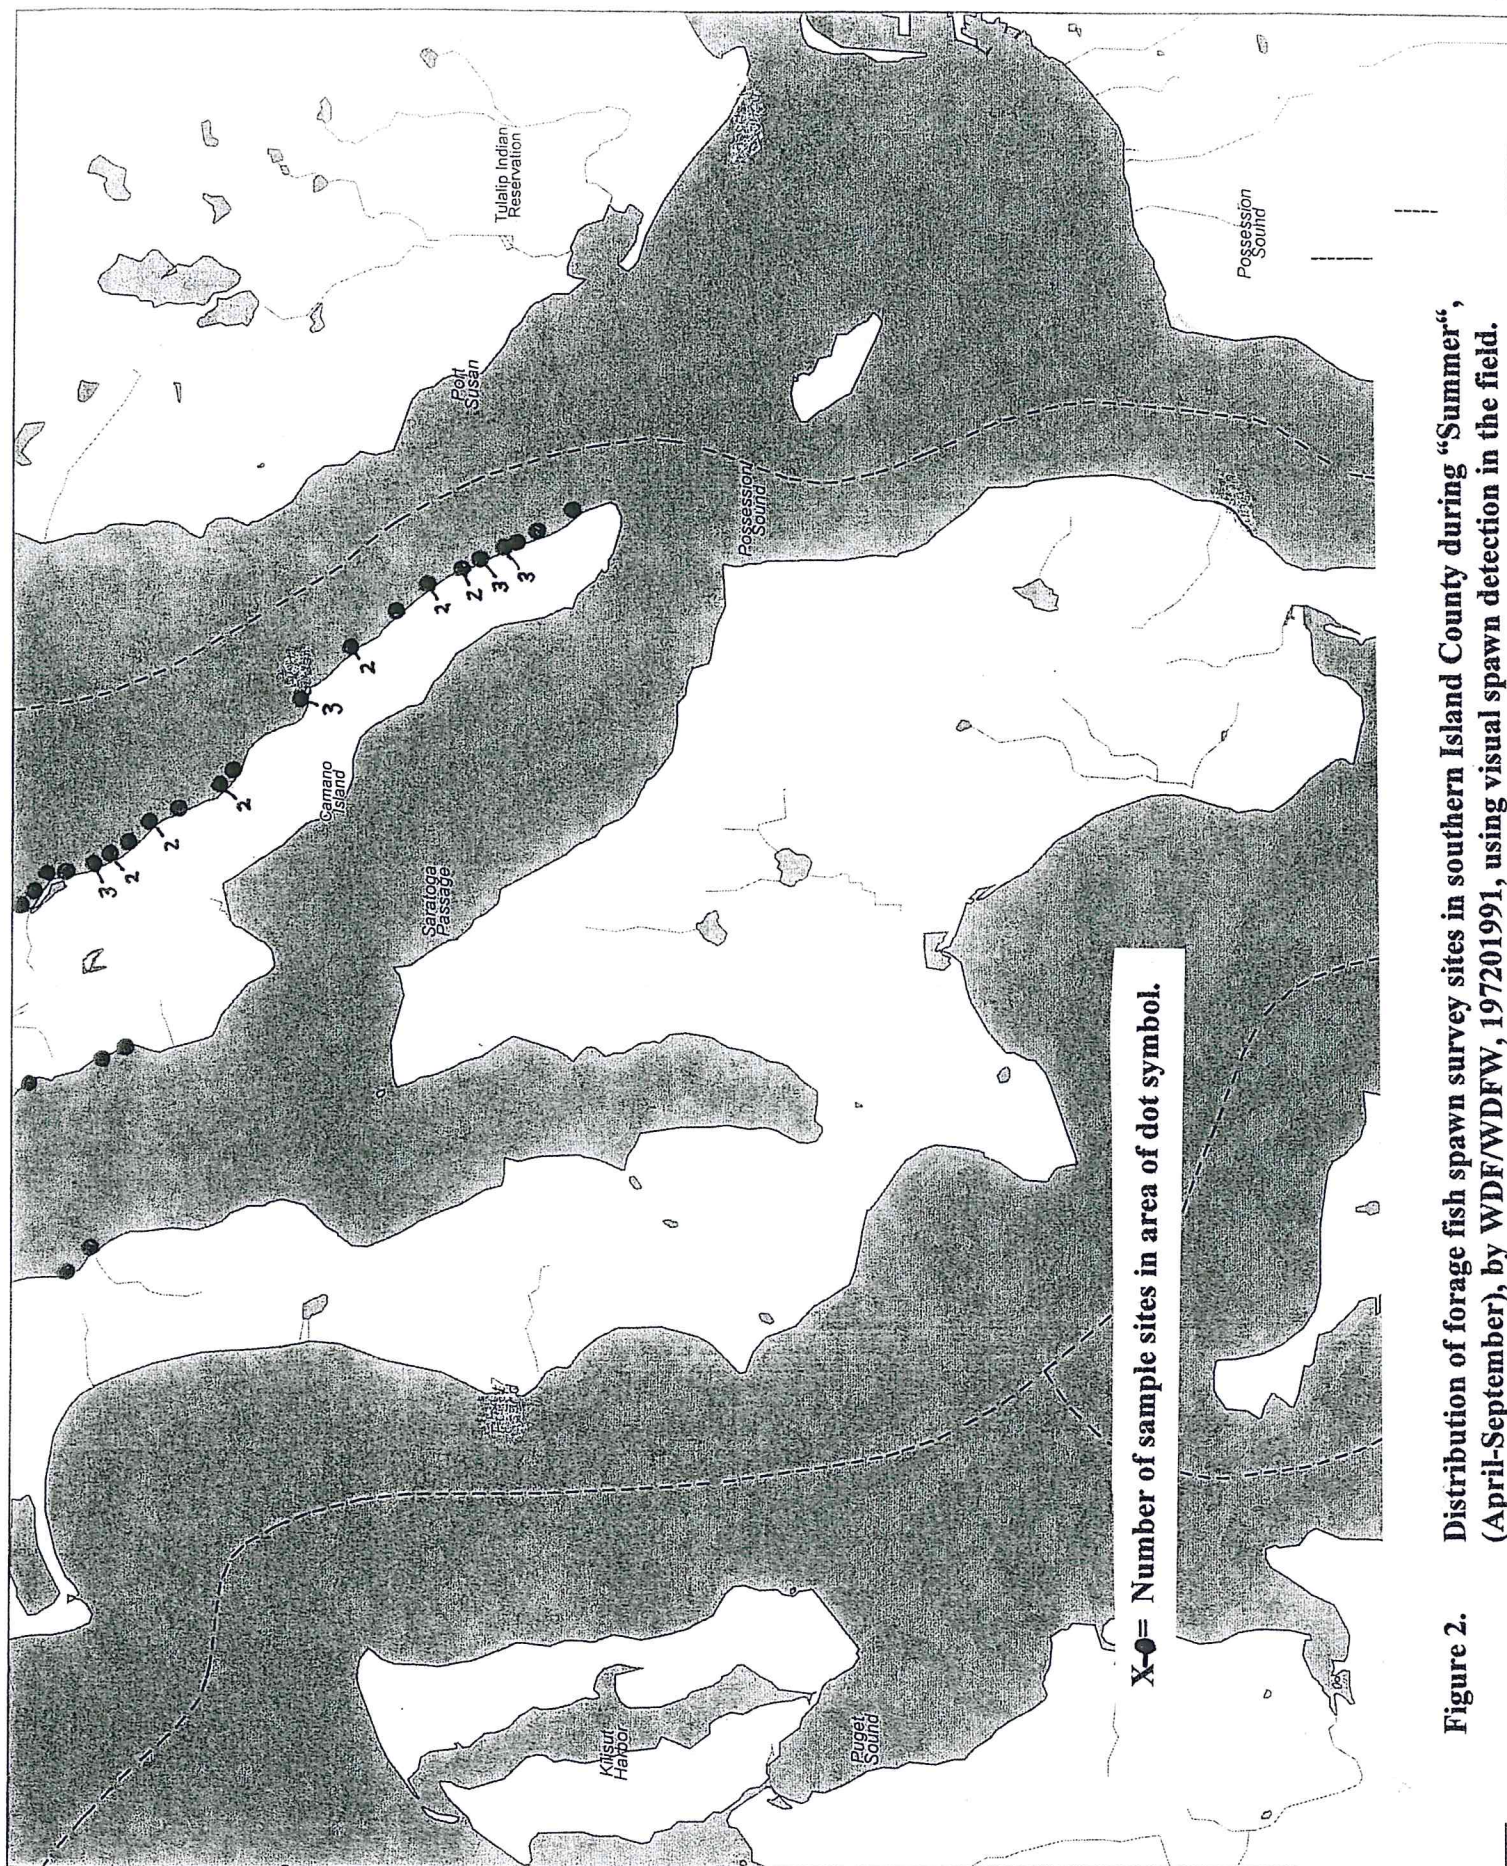 3
2
2
2
3
2
2
2
3
3
Camano
Island
Saratoga
Passage
Port
Susan
Tulalip Indian
Reservation
Kilisut
Harbor
Possession
Sound
Puget
Sound
X-●= Number of sample sites in area of dot symbol.
Possession
Sound
Figure 2. Distribution of forage fish spawn survey sites in southern Island County during “Summer“,
(April-September), by WDF/WDFW, 197201991, using visual spawn detection in the field.